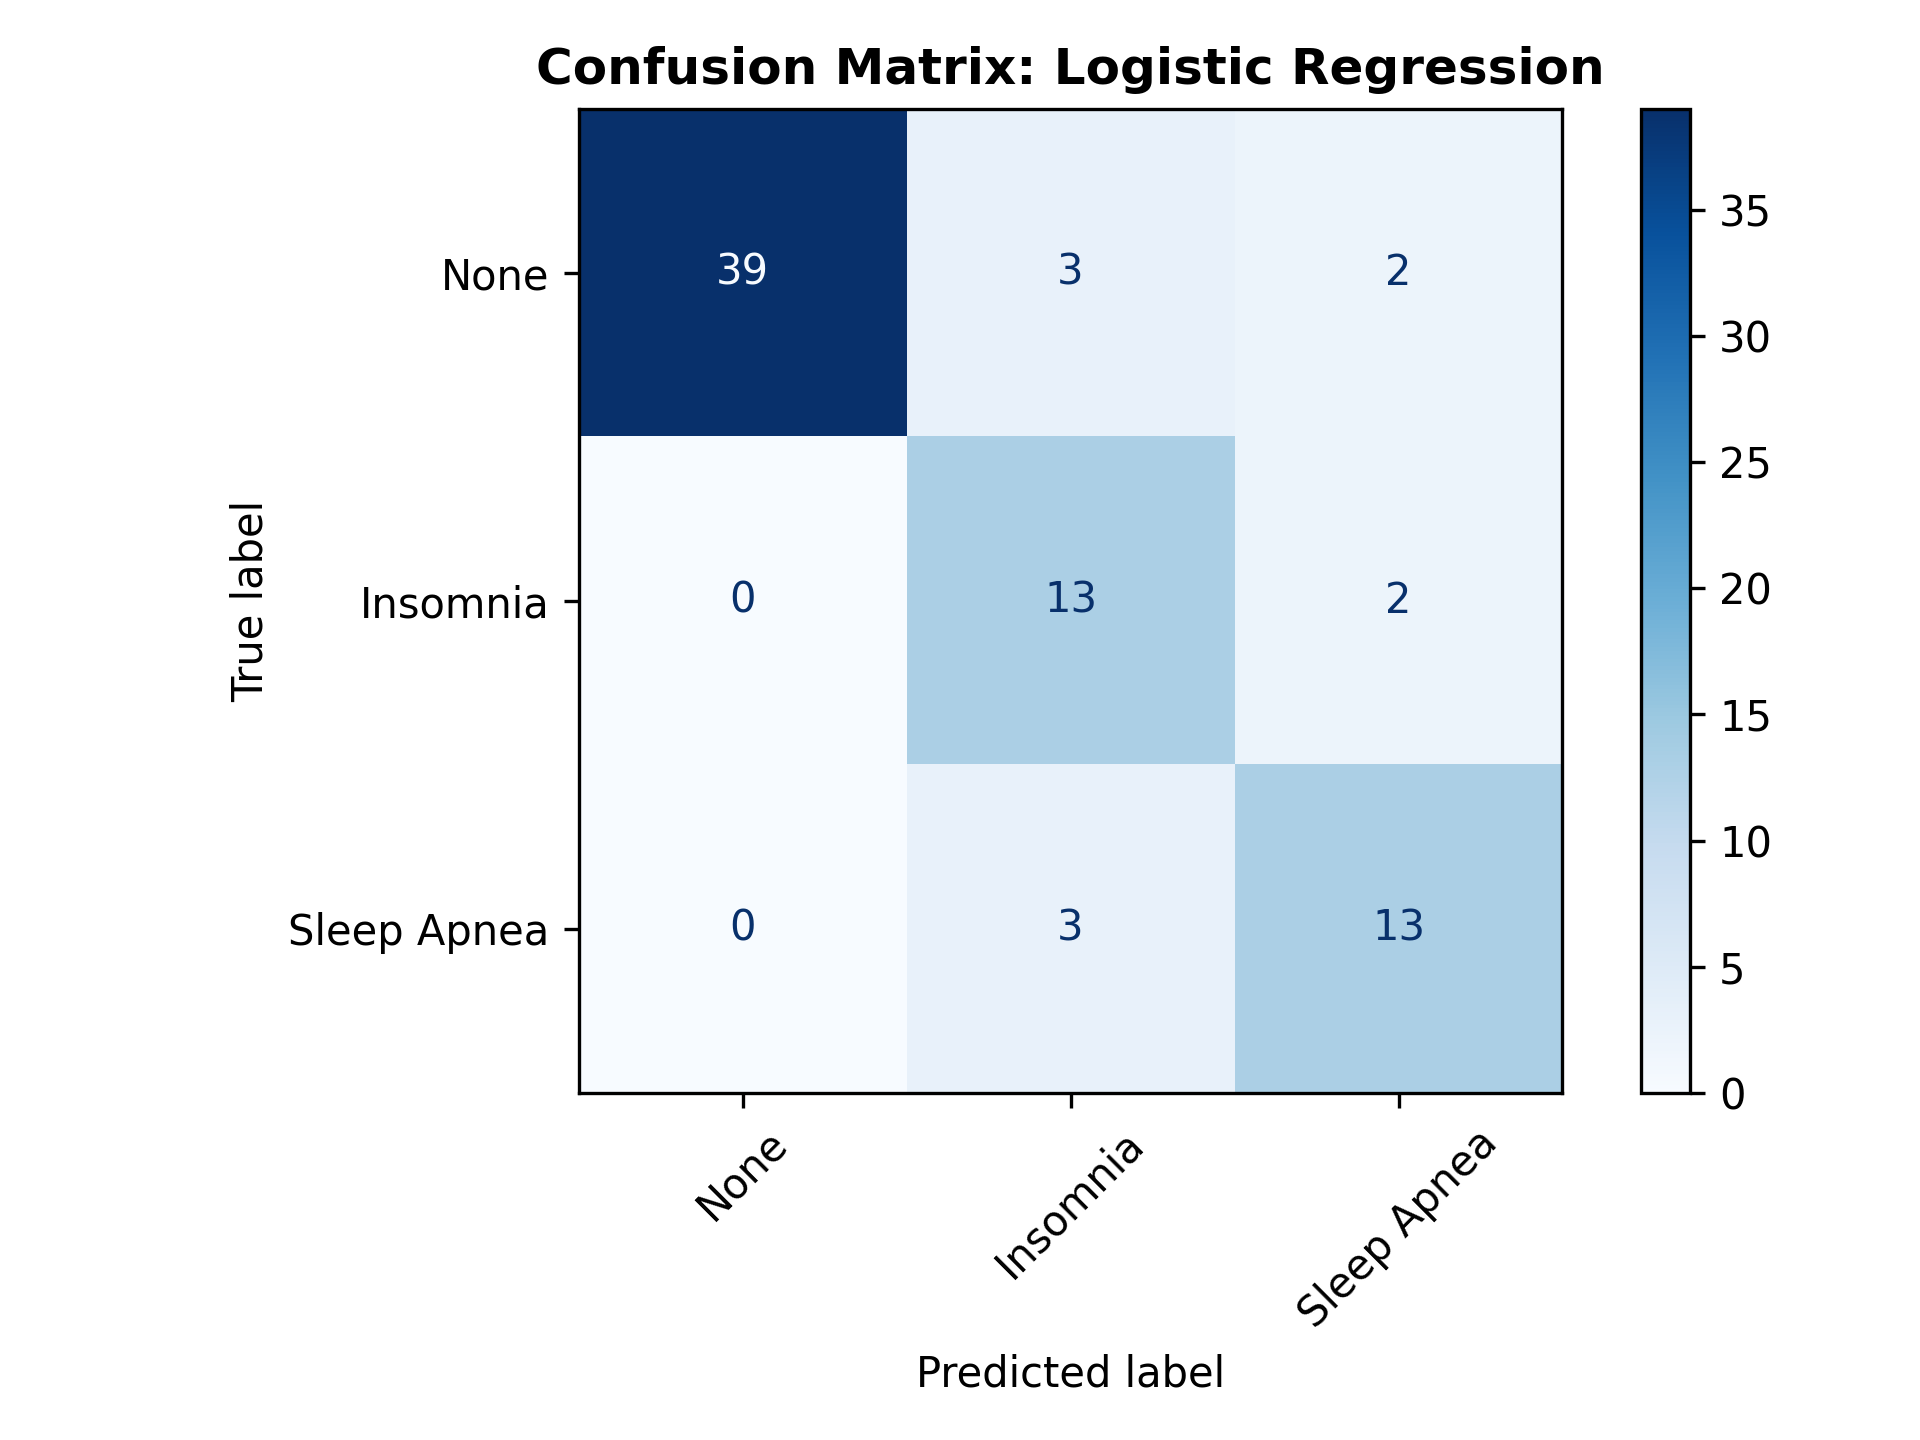 Confusion Matrix: Logistic Regression
None
39
3
2
Insomnia
0
13
2
Sleep Apnea
0
3
13
True label
None
Insomnia
Sleep Apnea
Predicted label
35
30
25
20
15
10
5
0